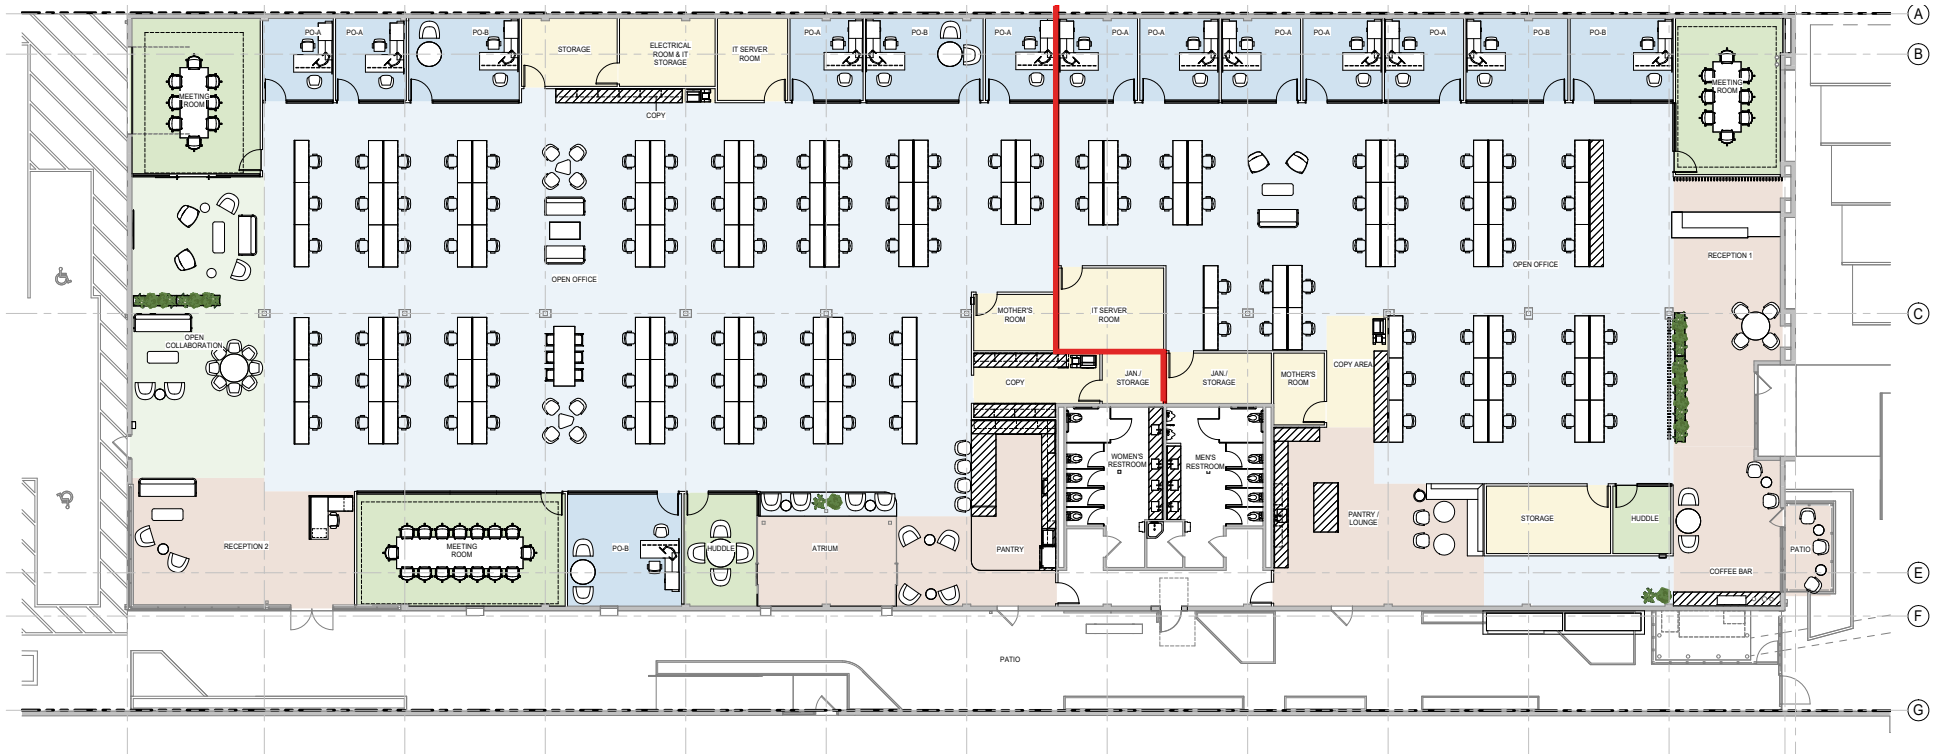 A
PO-A
PO-A
PO-B
STORAGE
ELECTRICAL
ROOM & IT
STORAGE
IT SERVER
ROOM
PO-A
PO-B
PO-A
PO-A
PO-A
PO-A
PO-A
PO-A
PO-B
PO-B
B
MEETING
ROOM
MEETING
ROOM
COPY
OPEN OFFICE
OPEN OFFICE
RECEPTION 1
MOTHER'S
ROOM
IT SERVER
ROOM
C
OPEN
COLLABORATION
COPY
JAN./
STORAGE
JAN./
STORAGE
MOTHER'S
ROOM
COPY AREA
WOMEN'S
RESTROOM
MEN'S
RESTROOM
PANTRY /
LOUNGE
STORAGE
HUDDLE
RECEPTION 2
MEETING
ROOM
PO-B
HUDDLE
ATRIUM
PANTRY
PATIO
COFFEE BAR
E
F
PATIO
G